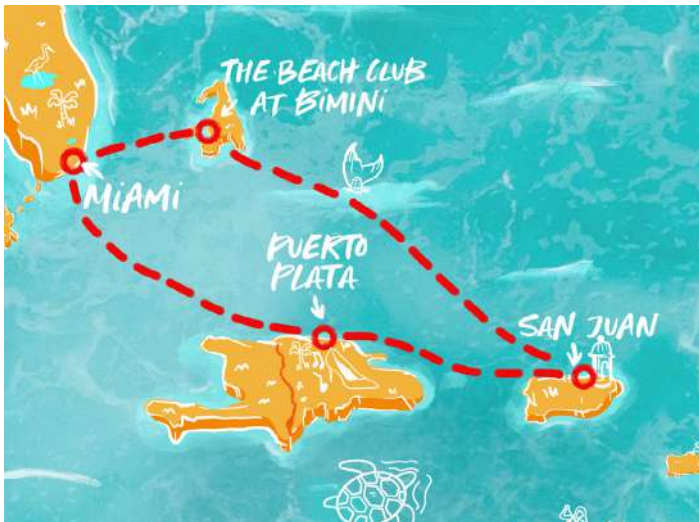 THE BEACH CLUB
AT BIMINI
MIAMI
PUERTO
PLATA
SAN JUAN